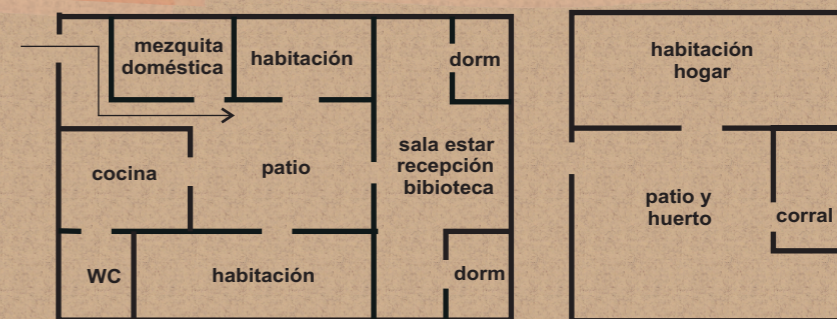 mezquita
doméstica
habitación
dorm
cocina
patio
sala estar
recepción
bibioteca
WC
habitación
dorm
habitación
hogar
patio y
huerto
corral